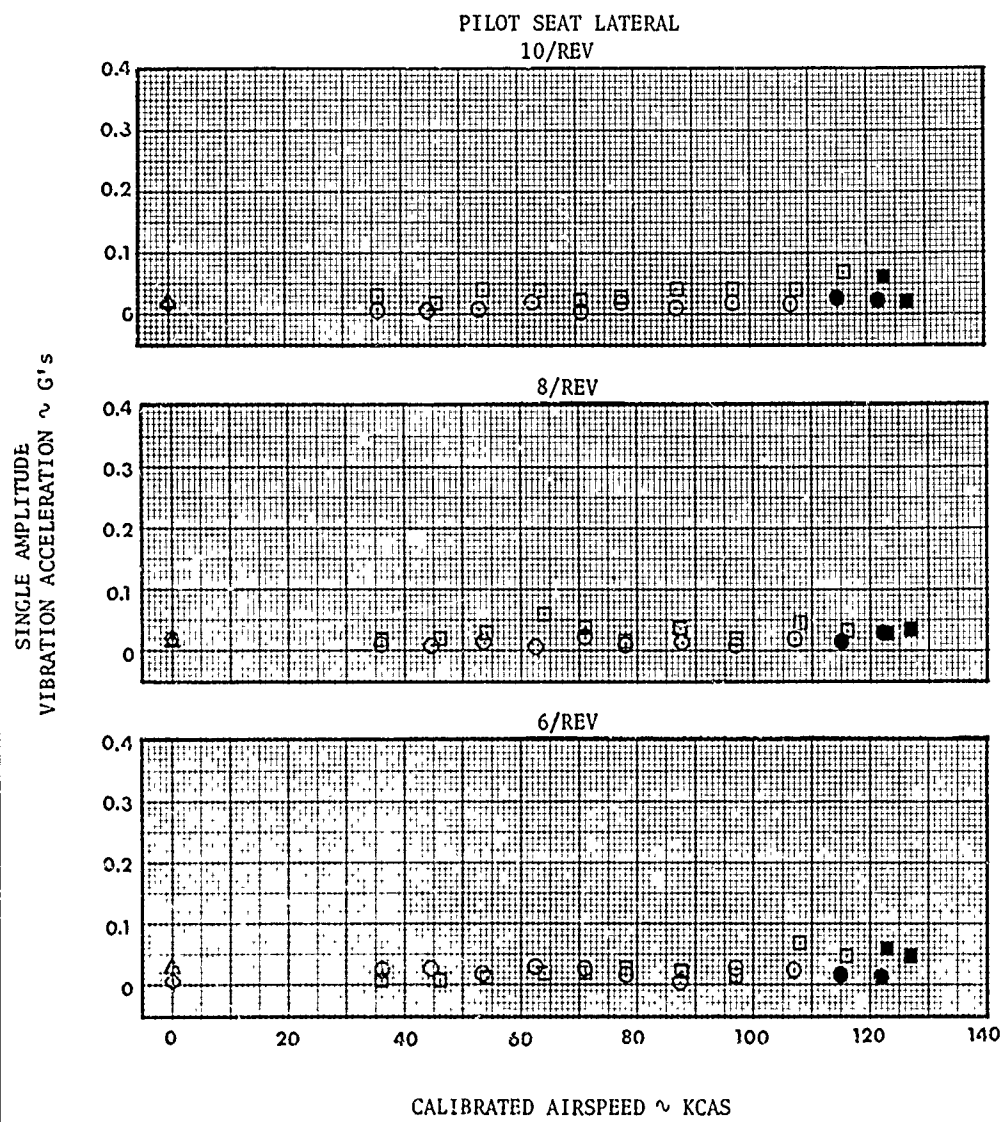 PILOT SEAT LATERAL
10/REV
0.4
0.3
0.2
0.1
0
8/REV
0.4
0.3
0.2
0.1
0
6/REV
0.4
0.3
0.2
0.1
0
0 20 40 60 80 100 120 140
SINGLE AMPLITUDE
VIBRATION ACCELERATION ~ G's
CALIBRATED AIRSPEED ~ KCAS